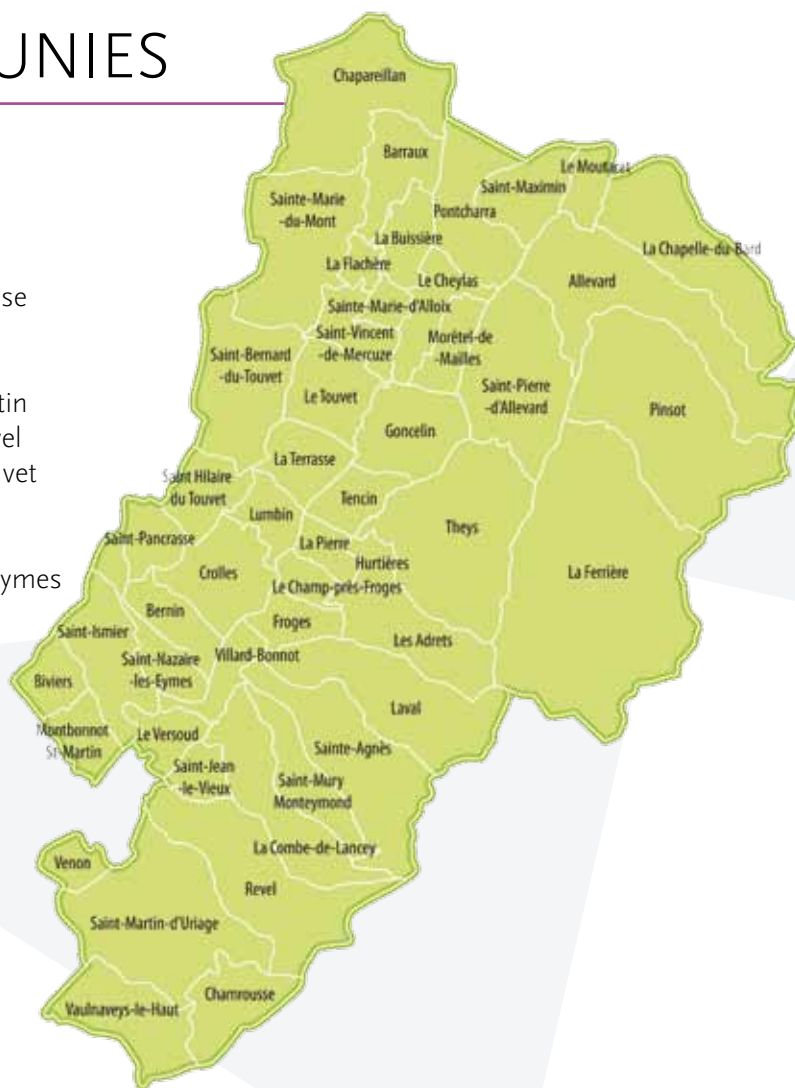 UNIES
se
tin
el
vet
ymes
Chapareillan
Barraux
Le Moutaret
Saint-Maximin
Sainte-Marie
-du-Mont
Pontcharra
La Buissière
La Chapelle-du-Bard
La Flachère
Le Cheylas
Allevard
Sainte-Marie-d'Alloix
Saint-Vincent
-de-Mercuze
Morêtel-de
-Mailles
Saint-Bernard
-du-Touvet
Saint-Pierre
-d'Allevard
Le Touvet
Pinsot
Goncelin
La Terrasse
Saint Hilaire
du Touvet
Tencin
Lumbin
Theys
Saint-Pancrasse
La Pierre
Hurtières
Crolles
La Ferrière
Le Champ-près-Froges
Bernin
Froges
Saint-Ismier
Les Adrets
Saint-Nazaire
-les-Eymes
Villard-Bonnot
Biviers
Laval
Montbonnot
St-Martin
Le Versoud
Sainte-Agnès
Saint-Jean
-le-Vieux
Saint-Mury
Monteymond
La Combe-de-Lancey
Venon
Revel
Saint-Martin-d'Uriage
Chamrousse
Vaulnaveys-le-Haut